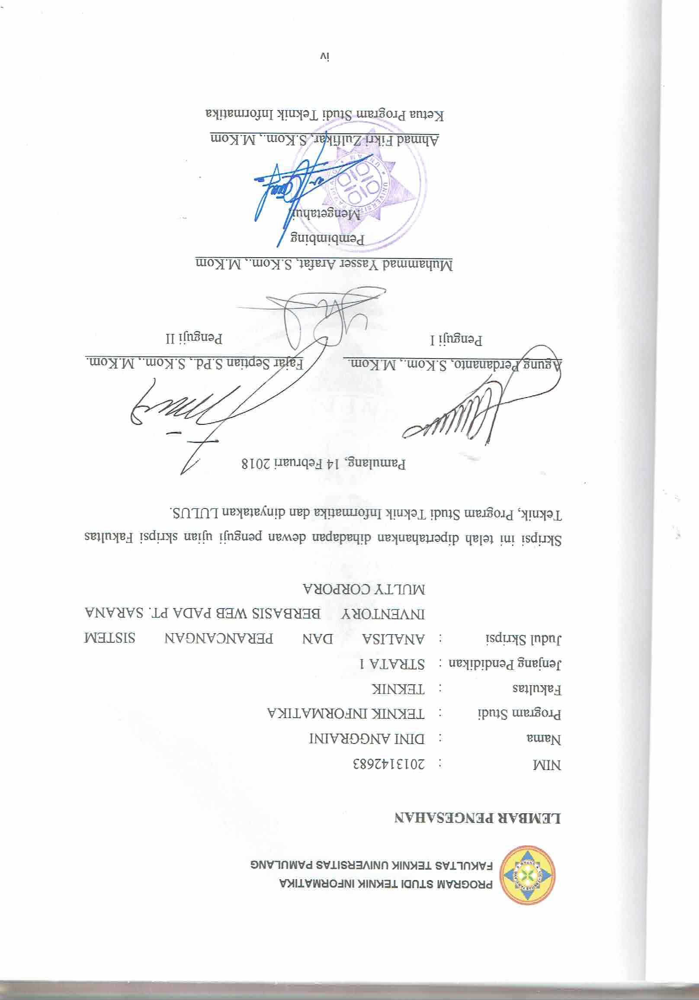 PROGRAM STUDI TEKNIK INFORMATIKA
FAKULTAS TEKNIK UNIVERSITAS PAMULANG
LEMBAR PENGESAHAN
NIM : 2013142683
Nama : DINI ANGGRAINI
Program Studi : TEKNIK INFORMATIKA
Fakultas : TEKNIK
Jenjang Pendidikan : STRATA 1
Judul Skripsi : ANALISA DAN PERANCANGAN SISTEM
INVENTORY BERBASIS WEB PADA PT. SARANA
MULTY CORPORA
Skripsi ini telah dipertahankan dihadapan dewan penguji ujian skripsi Fakultas
Teknik, Program Studi Teknik Informatika dan dinyatakan LULUS.
Pamulang, 14 Februari 2018
Agung Perdananto, S.Kom., M.Kom. Fajar Septian S.Pd., S.Kom., M.Kom.
Penguji I Penguji II
Muhammad Yasser Arafat, S.Kom., M.Kom
Pembimbing
Mengetahui,
UNIVERSITAS PAMULANG
UNPAM
Ahmad Fikri Zulfikar, S.Kom., M.Kom
Ketua Program Studi Teknik Informatika
iv